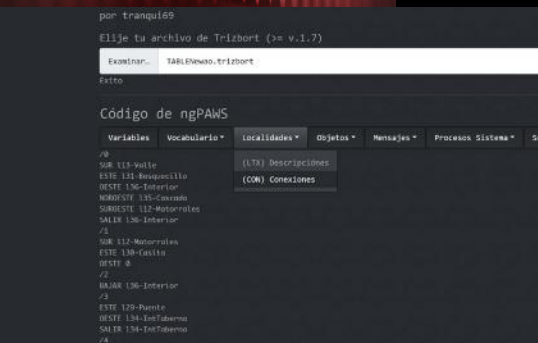 por tranqui69
Elije tu archivo de Trizbort (>= v.1.7)
Examinar… TABLENewao.trizbort
Exito
Código de ngPAWS
Variables Vocabulario Localidades Objetos Mensajes Procesos Sistema
(LTX) Descripciones
(CON) Conexiones
/0
SUR 113-Valle
ESTE 131-Bosquecillo
OESTE 136-Interior
NOROESTE 135-Cascada
SUROESTE 112-Matorrales
SALIR 136-Interior
/1
SUR 112-Matorrales
ESTE 130-Casita
OESTE 0
/2
BAJAR 136-Interior
/3
ESTE 129-Puente
OESTE 134-IntTaberna
SALIR 134-IntTaberna
/4